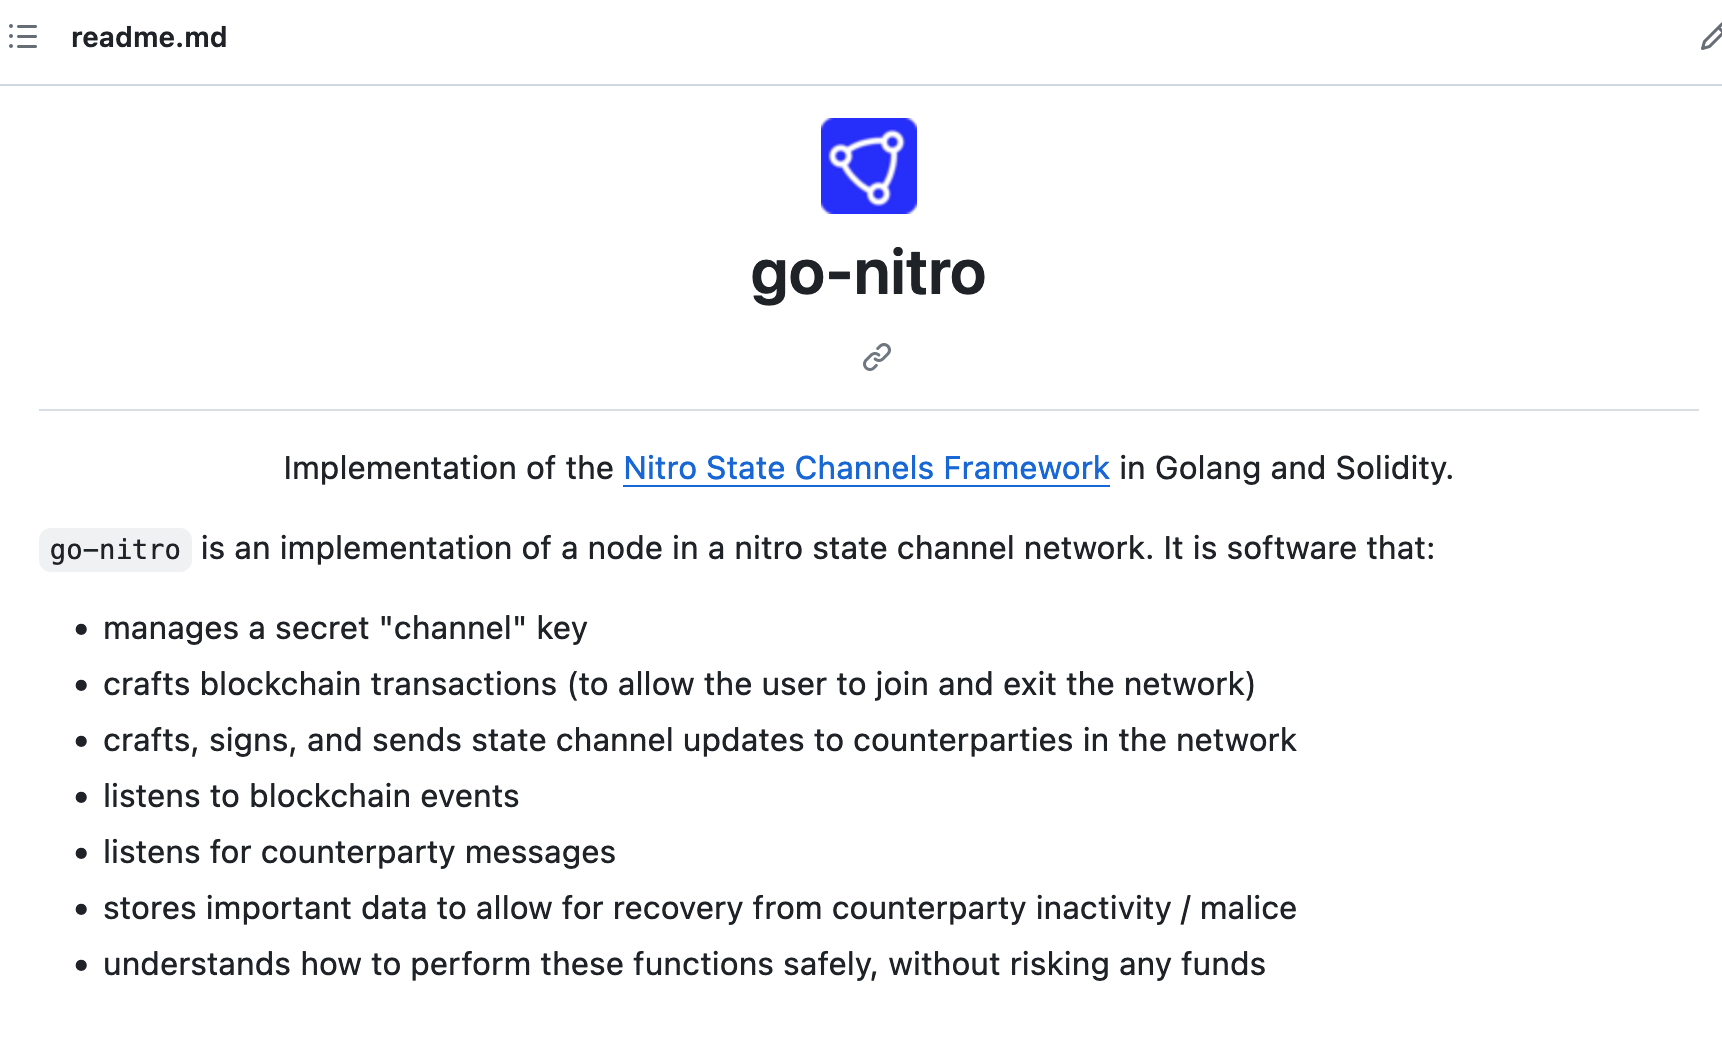 readme.md
go-nitro
Implementation of the Nitro State Channels Framework in Golang and Solidity.
go-nitro is an implementation of a node in a nitro state channel network. It is software that:
• manages a secret "channel" key
• crafts blockchain transactions (to allow the user to join and exit the network)
• crafts, signs, and sends state channel updates to counterparties in the network
• listens to blockchain events
• listens for counterparty messages
• stores important data to allow for recovery from counterparty inactivity / malice
• understands how to perform these functions safely, without risking any funds